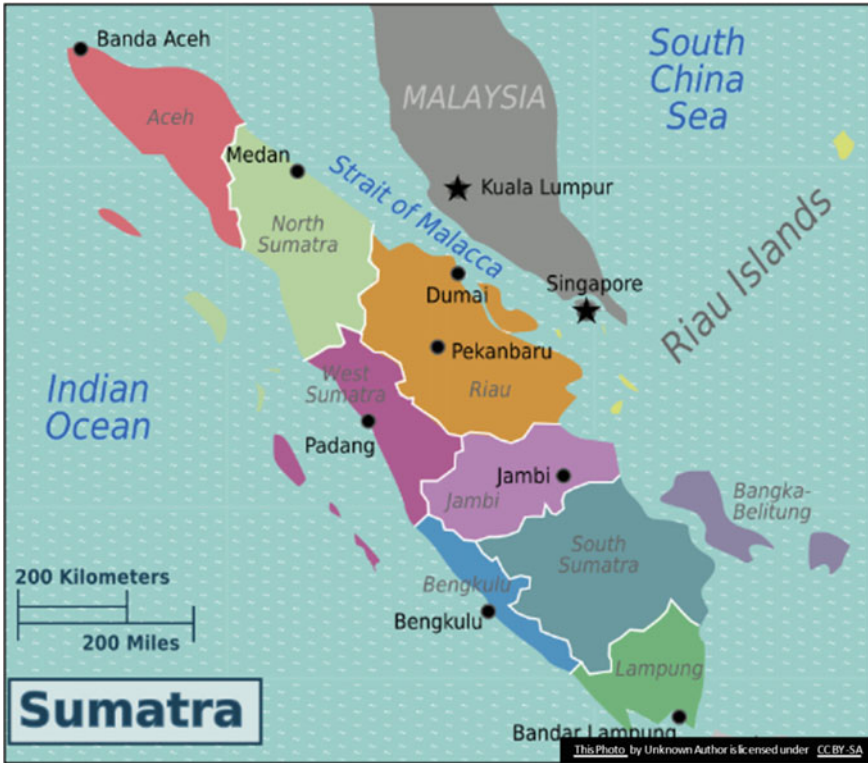 Banda Aceh
South
China
Sea
MALAYSIA
Aceh
Medan
Strait of Malacca
Kuala Lumpur
North
Sumatra
Riau Islands
Singapore
Dumai
Pekanbaru
West
Sumatra
Riau
Indian
Ocean
Padang
Jambi
Jambi
Bangka-
Belitung
South
Sumatra
200 Kilometers
200 Miles
Bengkulu
Bengkulu
Lampung
Sumatra
Bandar Lampung
This Photo by Unknown Author is licensed under CC BY-SA